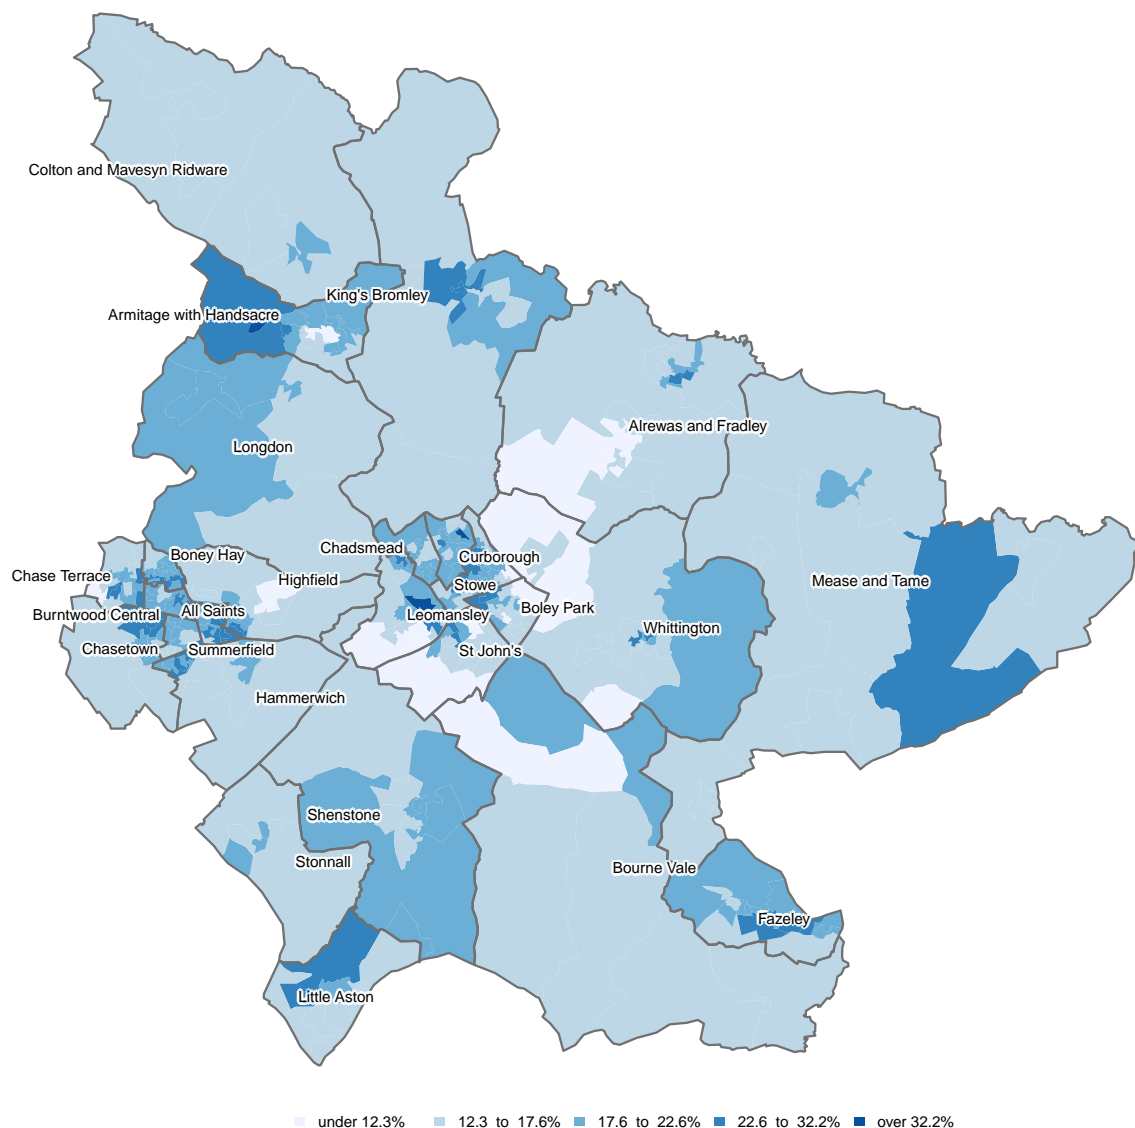 Colton and Mavesyn Ridware
King's Bromley
Armitage with Handsacre
Alrewas and Fradley
Longdon
Chadsmead
Boney Hay
Curborough
Chase Terrace
Highfield
Mease and Tame
Stowe
Burntwood Central
All Saints
Leomansley
Boley Park
Whittington
Chasetown
Summerfield
St John's
Hammerwich
Shenstone
Stonnall
Bourne Vale
Fazeley
Little Aston
under 12.3% 12.3 to 17.6% 17.6 to 22.6% 22.6 to 32.2% over 32.2%